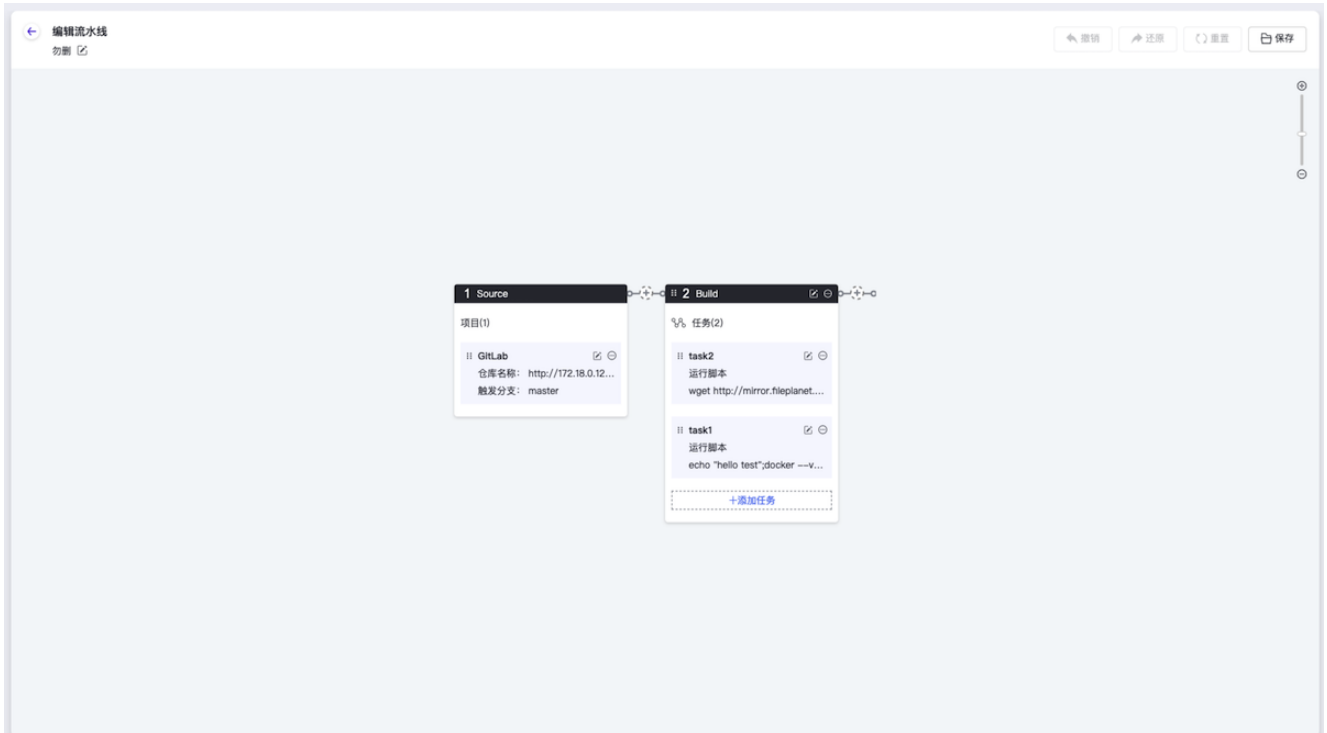 编辑流水线
勿删
撤销 还原 重置 保存
1 Source
项目(1)
GitLab
仓库名称： http://172.18.0.12...
触发分支： master
2 Build
任务(2)
task2
运行脚本
wget http://mirror.fileplanet....
task1
运行脚本
echo "hello test";docker --v...
+添加任务